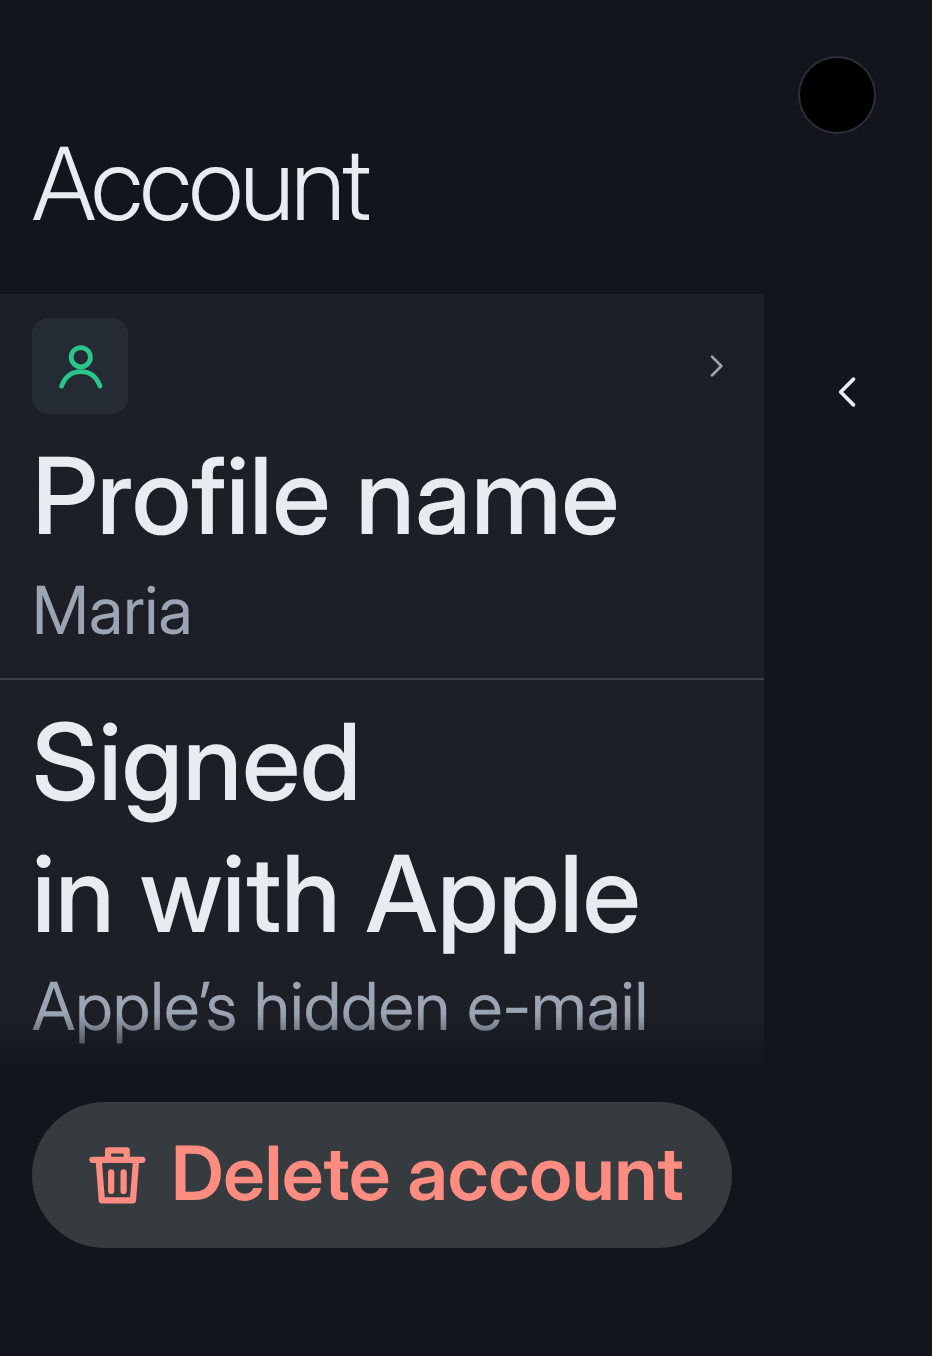 Account
Profile name
Maria
Signed
in with Apple
Apple’s hidden e-mail
Delete account